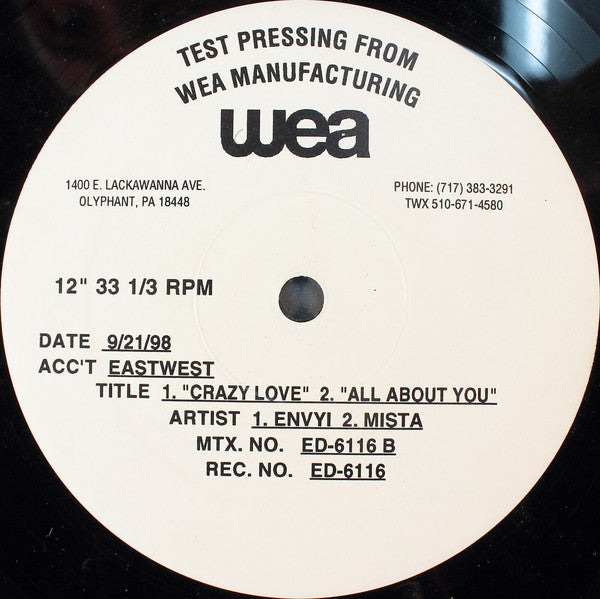 TEST PRESSING FROM
WEA MANUFACTURING
wea
1400 E. LACKAWANNA AVE.
OLYPHANT, PA 18448
PHONE: (717) 383-3291
TWX 510-671-4580
12" 33 1/3 RPM
DATE 9/21/98
ACC'T EASTWEST
TITLE 1. "CRAZY LOVE" 2. "ALL ABOUT YOU"
ARTIST 1. ENVYI 2. MISTA
MTX. NO. ED-6116 B
REC. NO. ED-6116